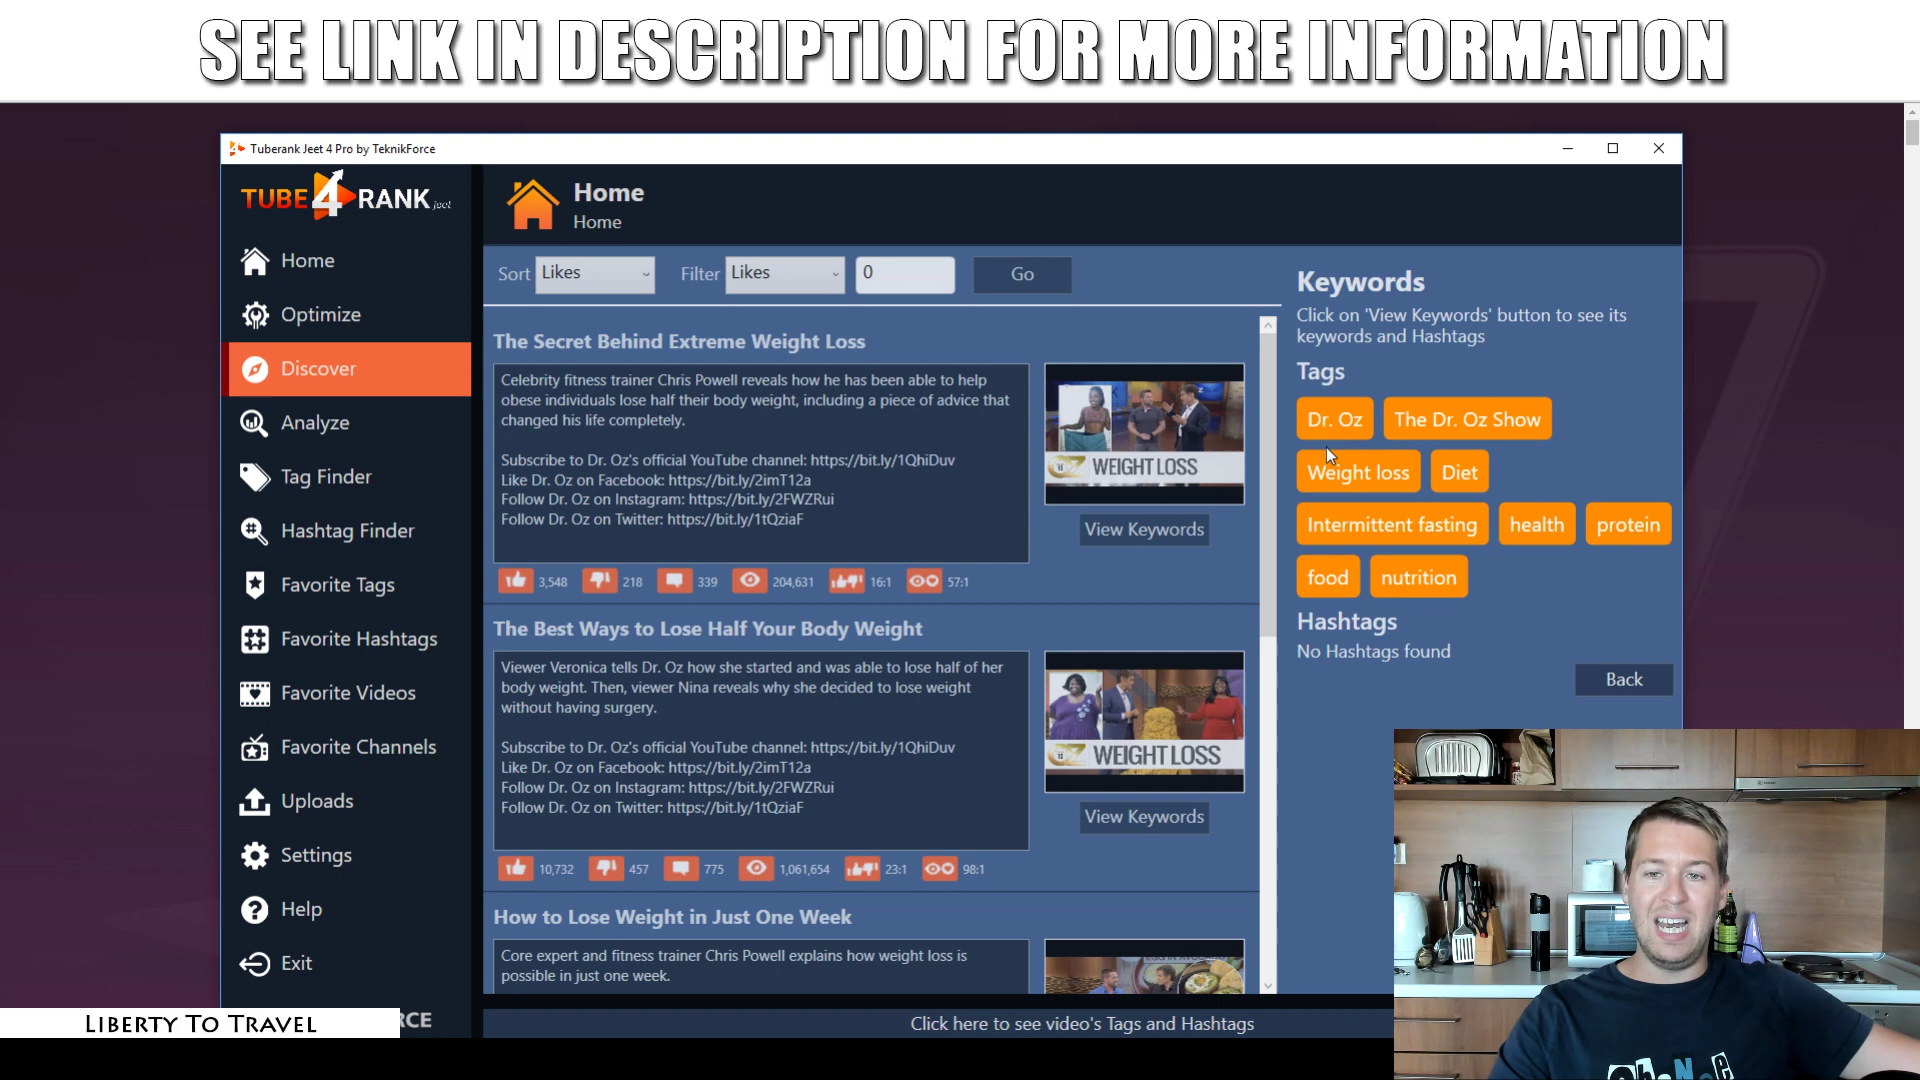 SEE LINK IN DESCRIPTION FOR MORE INFORMATION
Tuberank Jeet 4 Pro by TeknikForce
TUBE 4 RANK jeet
Home
Optimize
Discover
Analyze
Tag Finder
Hashtag Finder
Favorite Tags
Favorite Hashtags
Favorite Videos
Favorite Channels
Uploads
Settings
Help
Exit
Home
Home
Sort Likes Filter Likes 0 Go
The Secret Behind Extreme Weight Loss
Celebrity fitness trainer Chris Powell reveals how he has been able to help
obese individuals lose half their body weight, including a piece of advice that
changed his life completely.
Subscribe to Dr. Oz's official YouTube channel: https://bit.ly/1QhiDuv
Like Dr. Oz on Facebook: https://bit.ly/2imT12a
Follow Dr. Oz on Instagram: https://bit.ly/2FWZRui
Follow Dr. Oz on Twitter: https://bit.ly/1tQziaF
WEIGHT LOSS
View Keywords
3,548 218 339 204,631 16:1 57:1
The Best Ways to Lose Half Your Body Weight
Viewer Veronica tells Dr. Oz how she started and was able to lose half of her
body weight. Then, viewer Nina reveals why she decided to lose weight
without having surgery.
Subscribe to Dr. Oz's official YouTube channel: https://bit.ly/1QhiDuv
Like Dr. Oz on Facebook: https://bit.ly/2imT12a
Follow Dr. Oz on Instagram: https://bit.ly/2FWZRui
Follow Dr. Oz on Twitter: https://bit.ly/1tQziaF
OZ WEIGHT LOSS
View Keywords
10,732 457 775 1,061,654 23:1 98:1
How to Lose Weight in Just One Week
Core expert and fitness trainer Chris Powell explains how weight loss is
possible in just one week.
Keywords
Click on 'View Keywords' button to see its
keywords and Hashtags
Tags
Dr. Oz The Dr. Oz Show
Weight loss Diet
Intermittent fasting health protein
food nutrition
Hashtags
No Hashtags found
Back
Click here to see video's Tags and Hashtags
LIBERTY TO TRAVEL
RCE